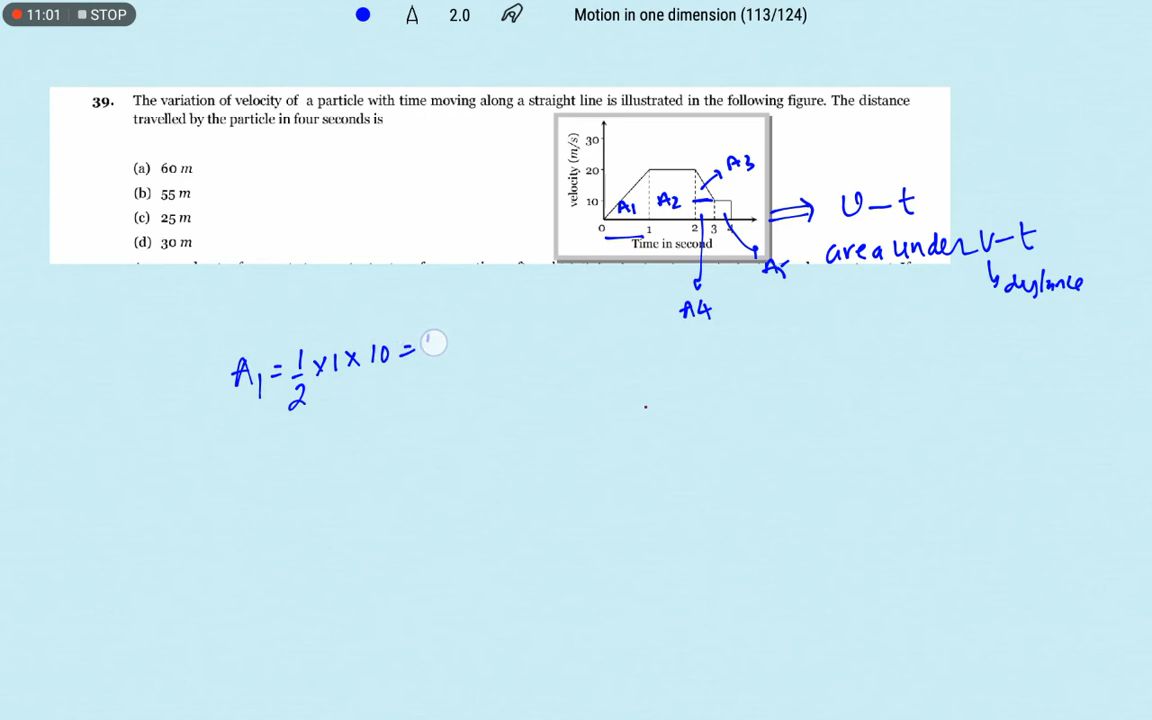 11:01 STOP A 2.0 Motion in one dimension (113/124)
39. The variation of velocity of a particle with time moving along a straight line is illustrated in the following figure. The distance
travelled by the particle in four seconds is
(a) 60 m
(b) 55 m
(c) 25 m
(d) 30 m
velocity (m/s)
30
20
10
0 1 2 3 4
Time in second
A1
A2
A3
A4
A5
⇒ v-t
area under v-t
↳ distance
A₁ = 1/2 × 1 × 10 =